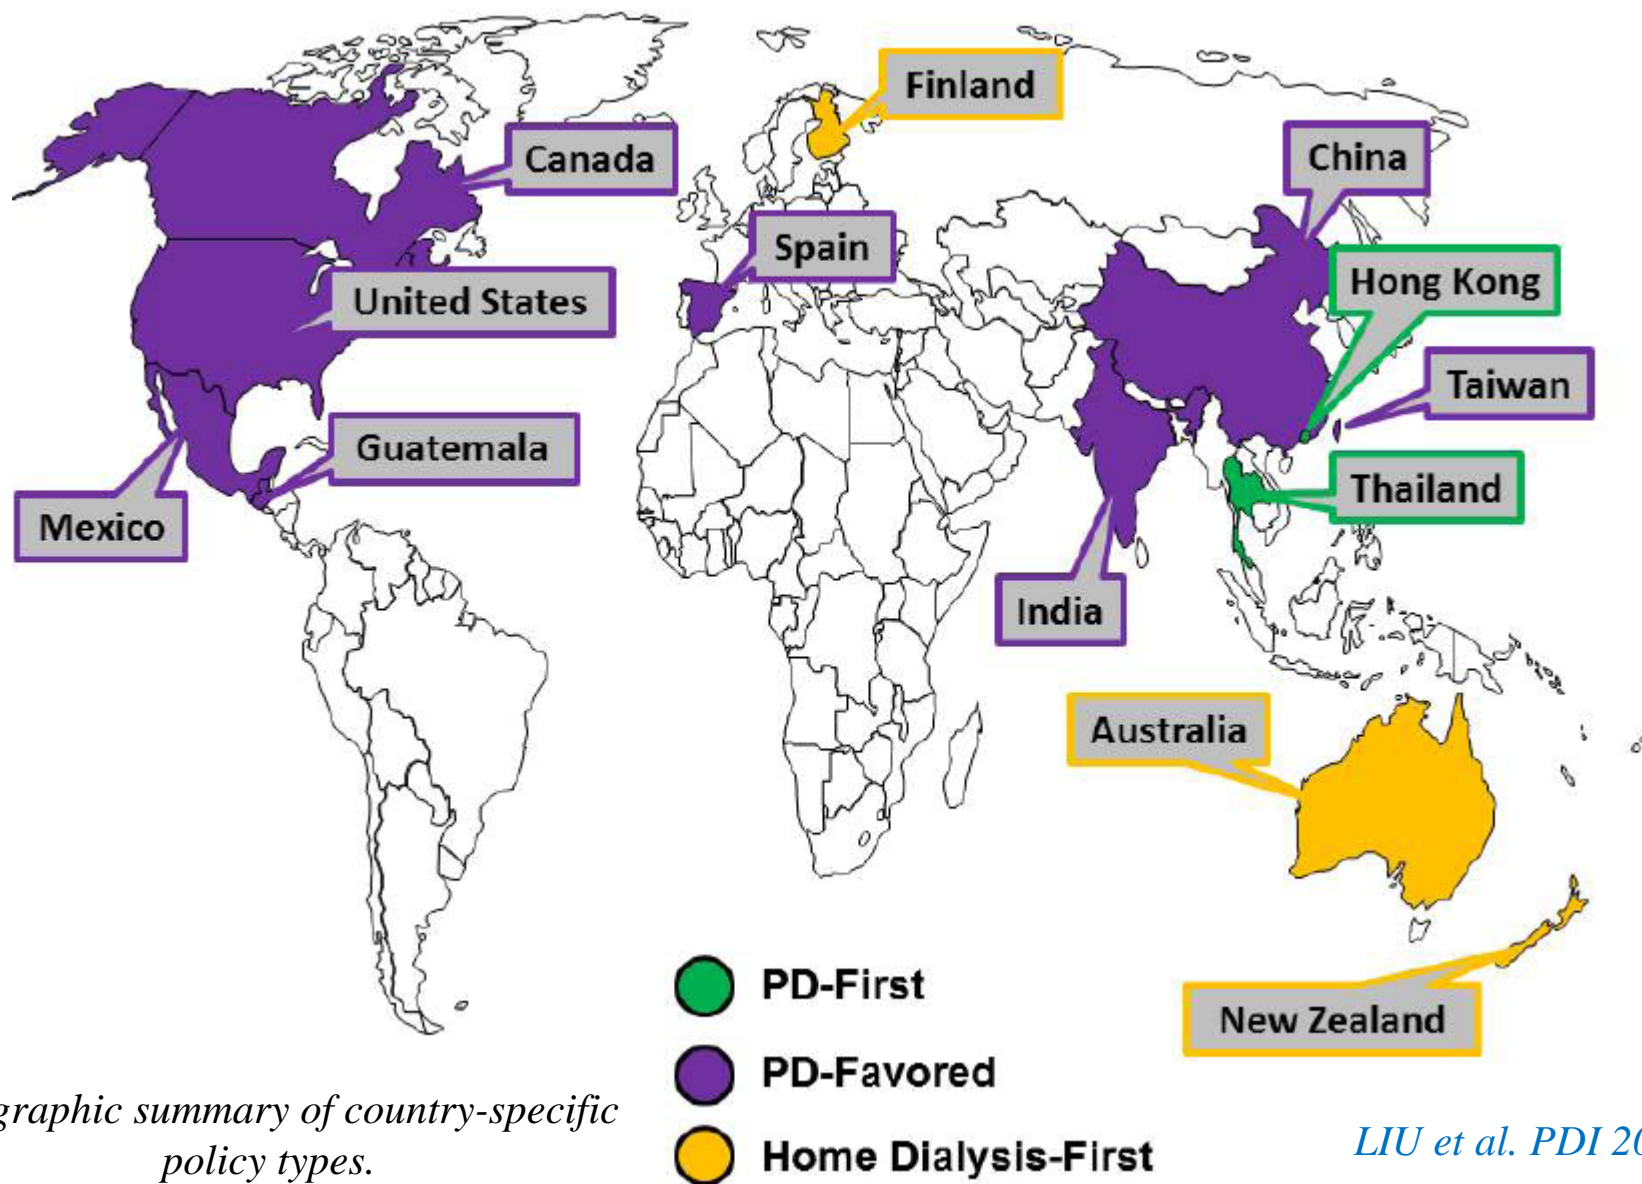 Finland
Canada
China
Spain
Hong Kong
United States
Taiwan
Guatemala
Thailand
Mexico
India
Australia
New Zealand
PD-First
PD-Favored
graphic summary of country-specific
policy types.
Home Dialysis-First
LIU et al. PDI